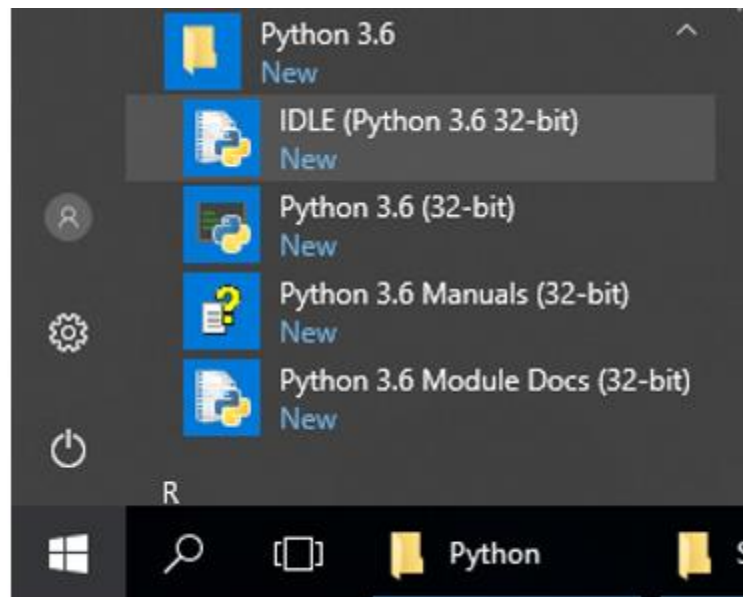 Python 3.6
New
IDLE (Python 3.6 32-bit)
New
Python 3.6 (32-bit)
New
Python 3.6 Manuals (32-bit)
New
Python 3.6 Module Docs (32-bit)
New
R
Python